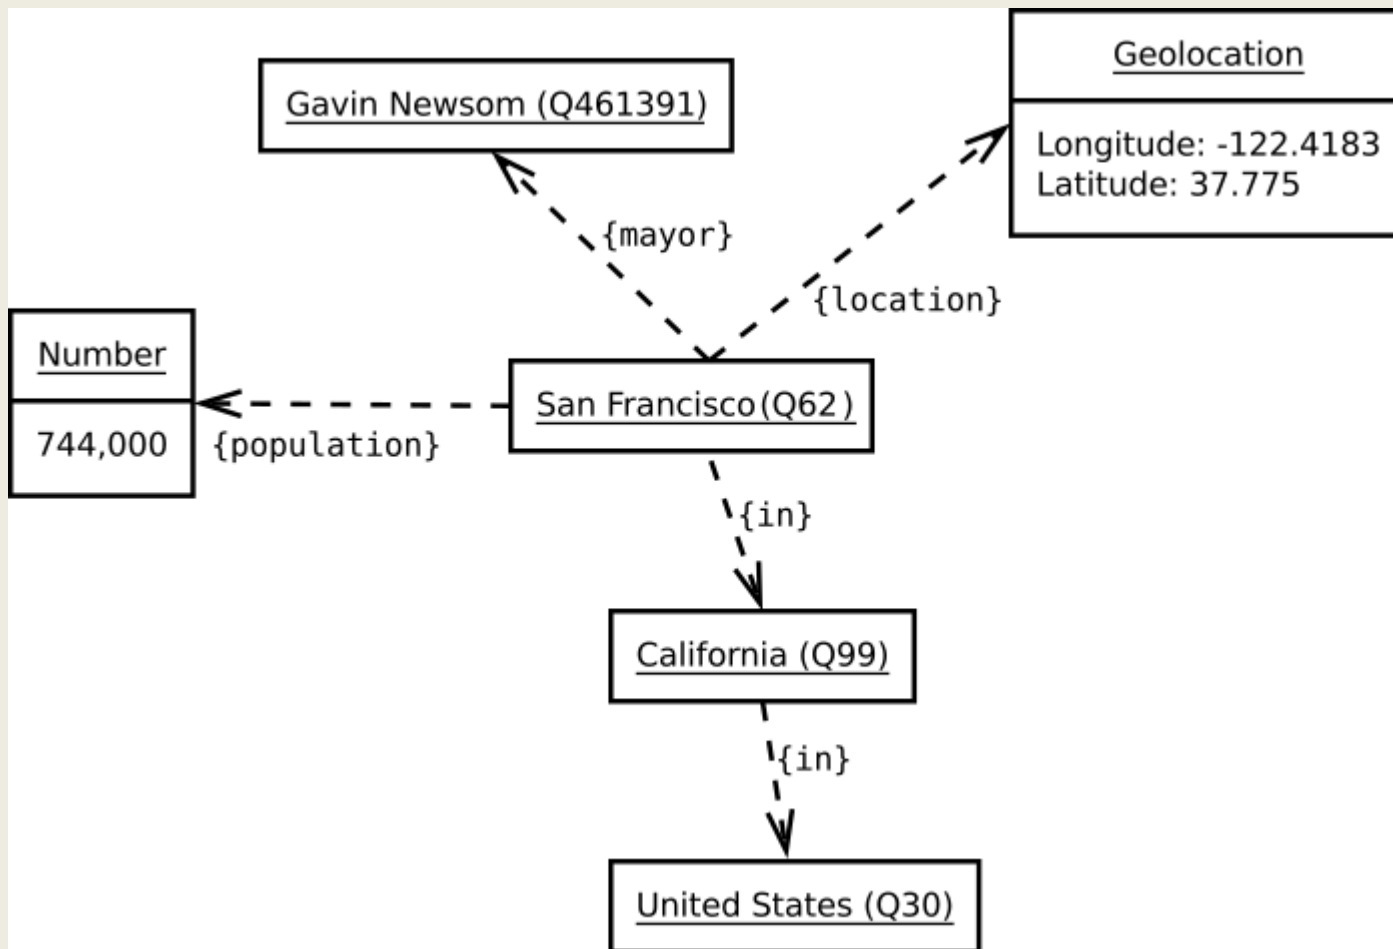 Geolocation
Gavin Newsom (Q461391)
Longitude: -122.4183
Latitude: 37.775
{mayor}
{location}
Number
San Francisco(Q62)
744,000
{population}
{in}
California (Q99)
{in}
United States (Q30)